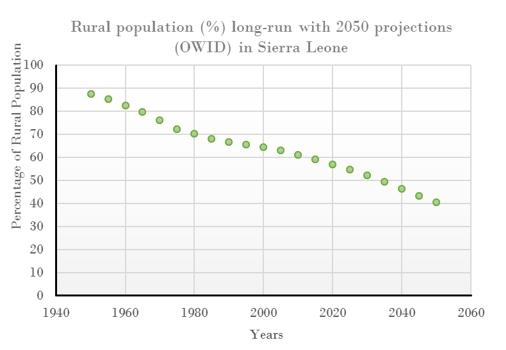 Rural population (%) long-run with 2050 projections
(OWID) in Sierra Leone
Percentage of Rural Population
100
90
80
70
60
50
40
30
20
10
0
1940 1960 1980 2000 2020 2040 2060
Years